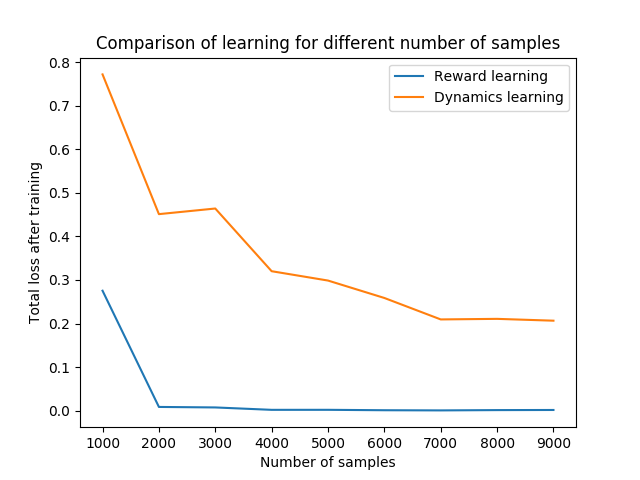 Comparison of learning for different number of samples
Reward learning
Dynamics learning
Total loss after training
0.8
0.7
0.6
0.5
0.4
0.3
0.2
0.1
0.0
1000 2000 3000 4000 5000 6000 7000 8000 9000
Number of samples